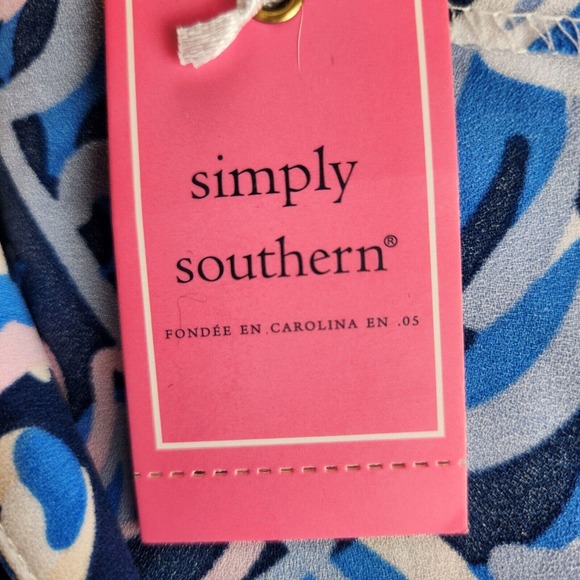 simply
southern®
FONDÉE EN CAROLINA EN .05